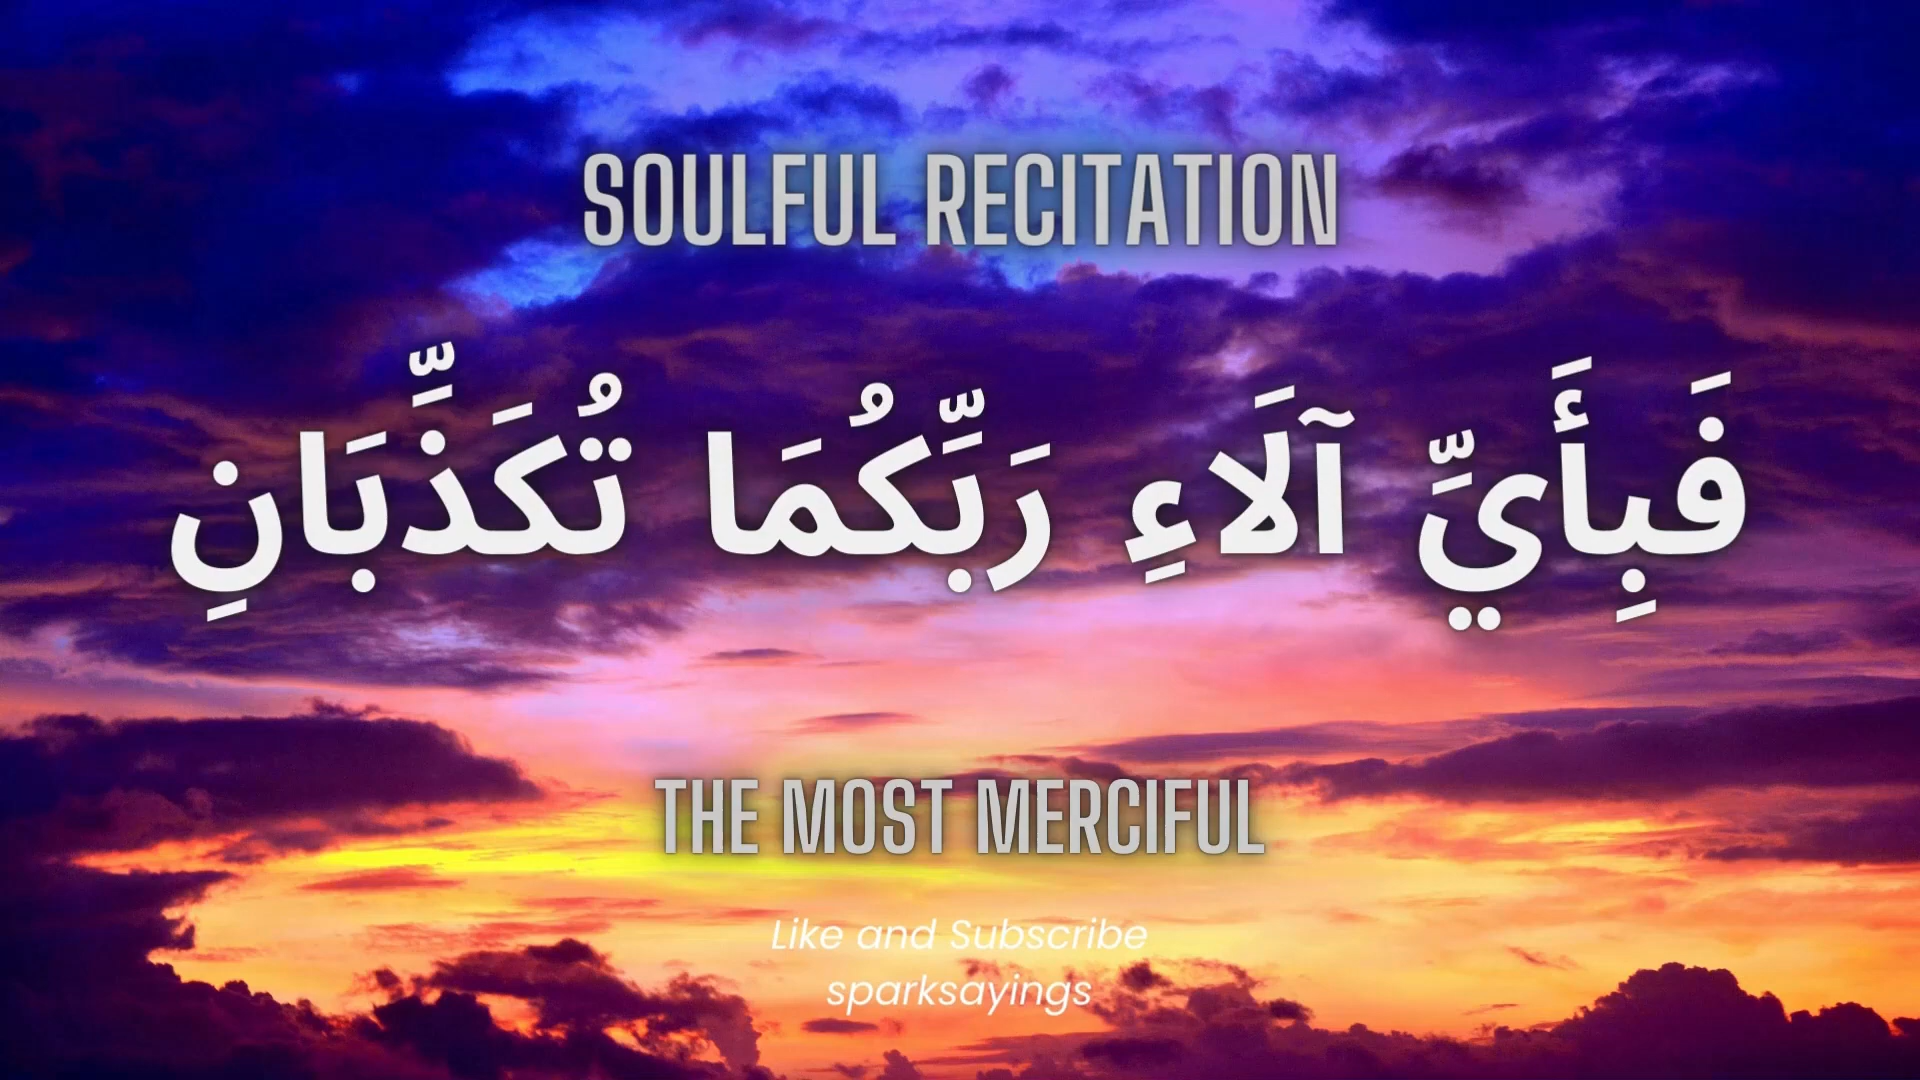 SOULFUL RECITATION
فَبِأَيِّ آلَاءِ رَبِّكُمَا تُكَذِّبَانِ
THE MOST MERCIFUL
Like and Subscribe
sparksayings